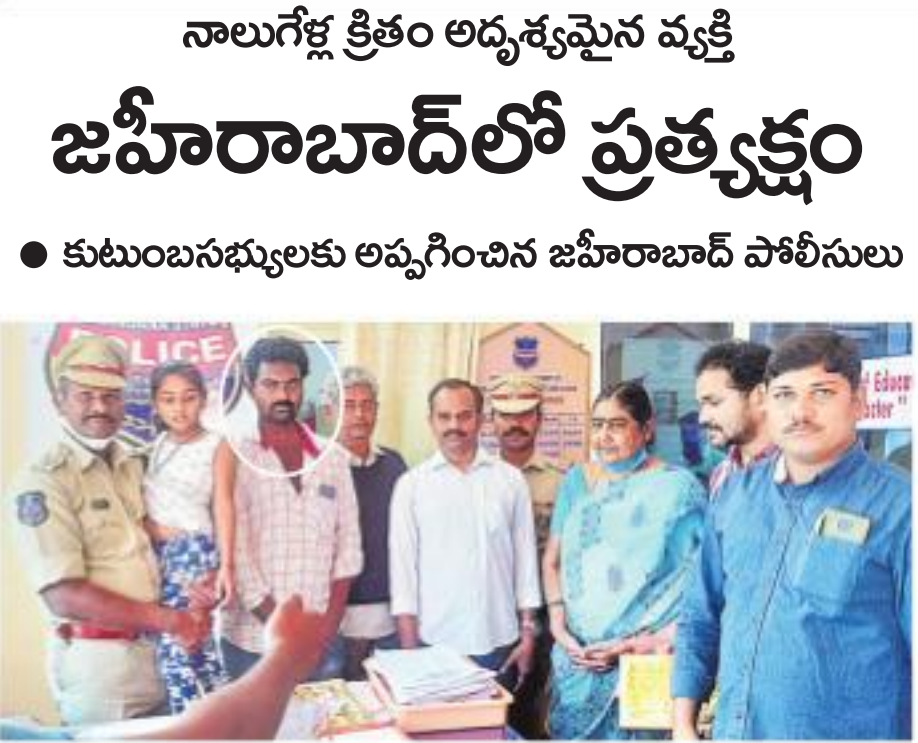 నాలుగేళ్ల క్రితం అదృశ్యమైన వ్యక్తి
జహీరాబాద్‌లో ప్రత్యక్షం
● కుటుంబసభ్యులకు అప్పగించిన జహీరాబాద్ పోలీసులు
POLICE